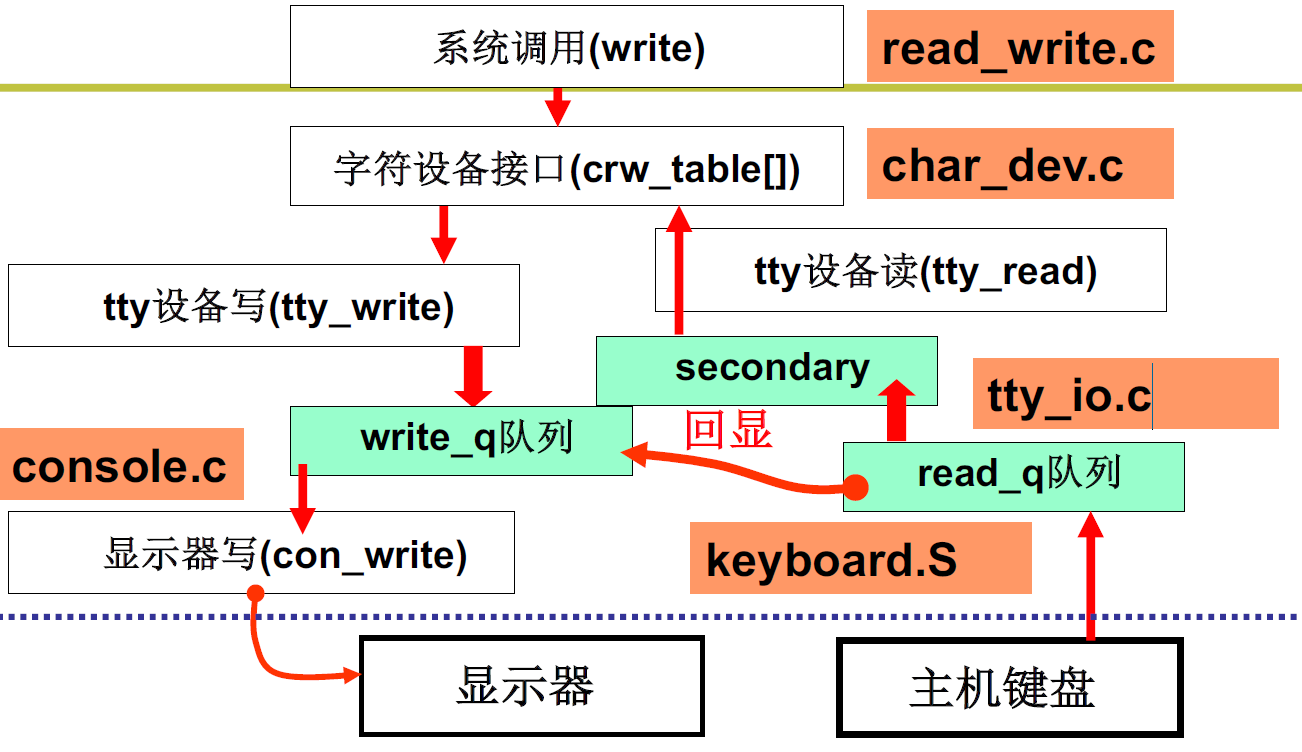 系统调用(write)
read_write.c
字符设备接口(crw_table[])
char_dev.c
tty设备读(tty_read)
tty设备写(tty_write)
secondary
tty_io.c
write_q队列
回显
console.c
read_q队列
显示器写(con_write)
keyboard.S
显示器
主机键盘